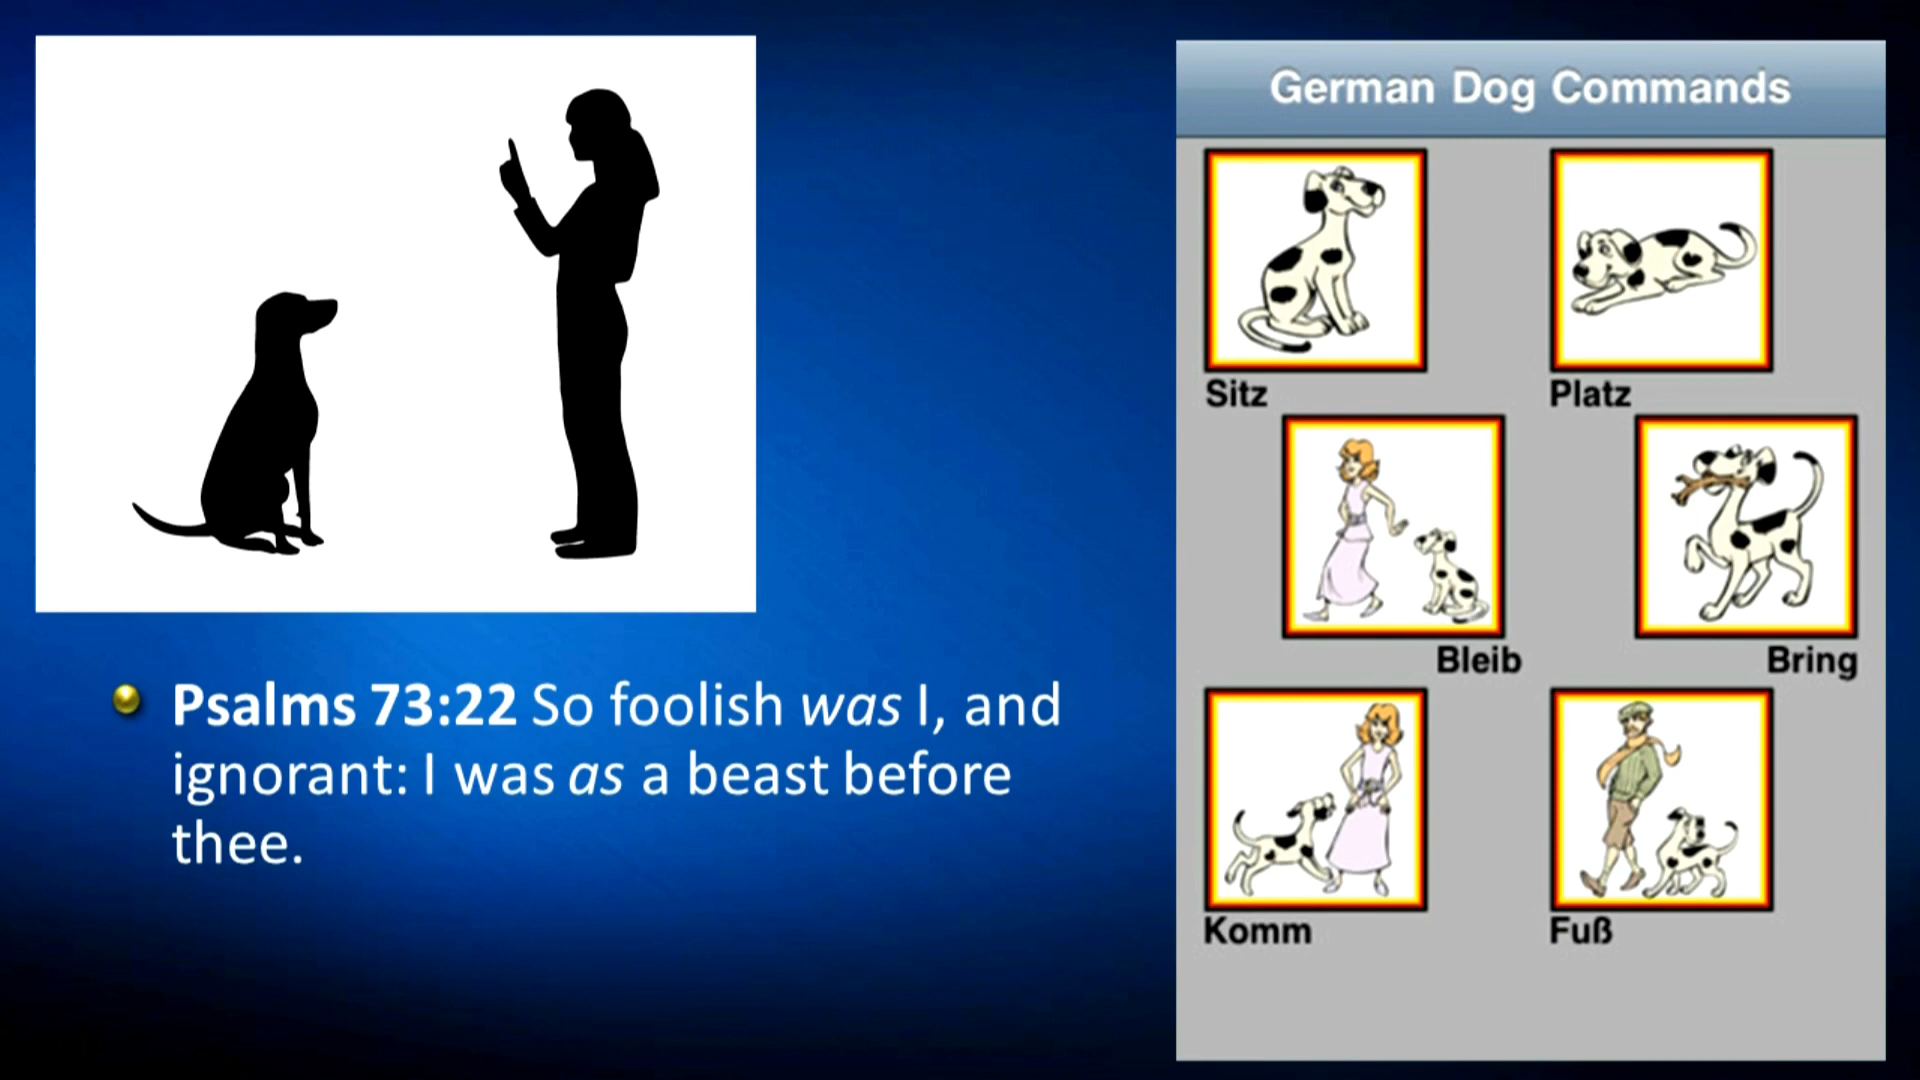 Psalms 73:22 So foolish was I, and
ignorant: I was as a beast before
thee.
German Dog Commands
Sitz
Platz
Bleib
Bring
Komm
Fuß